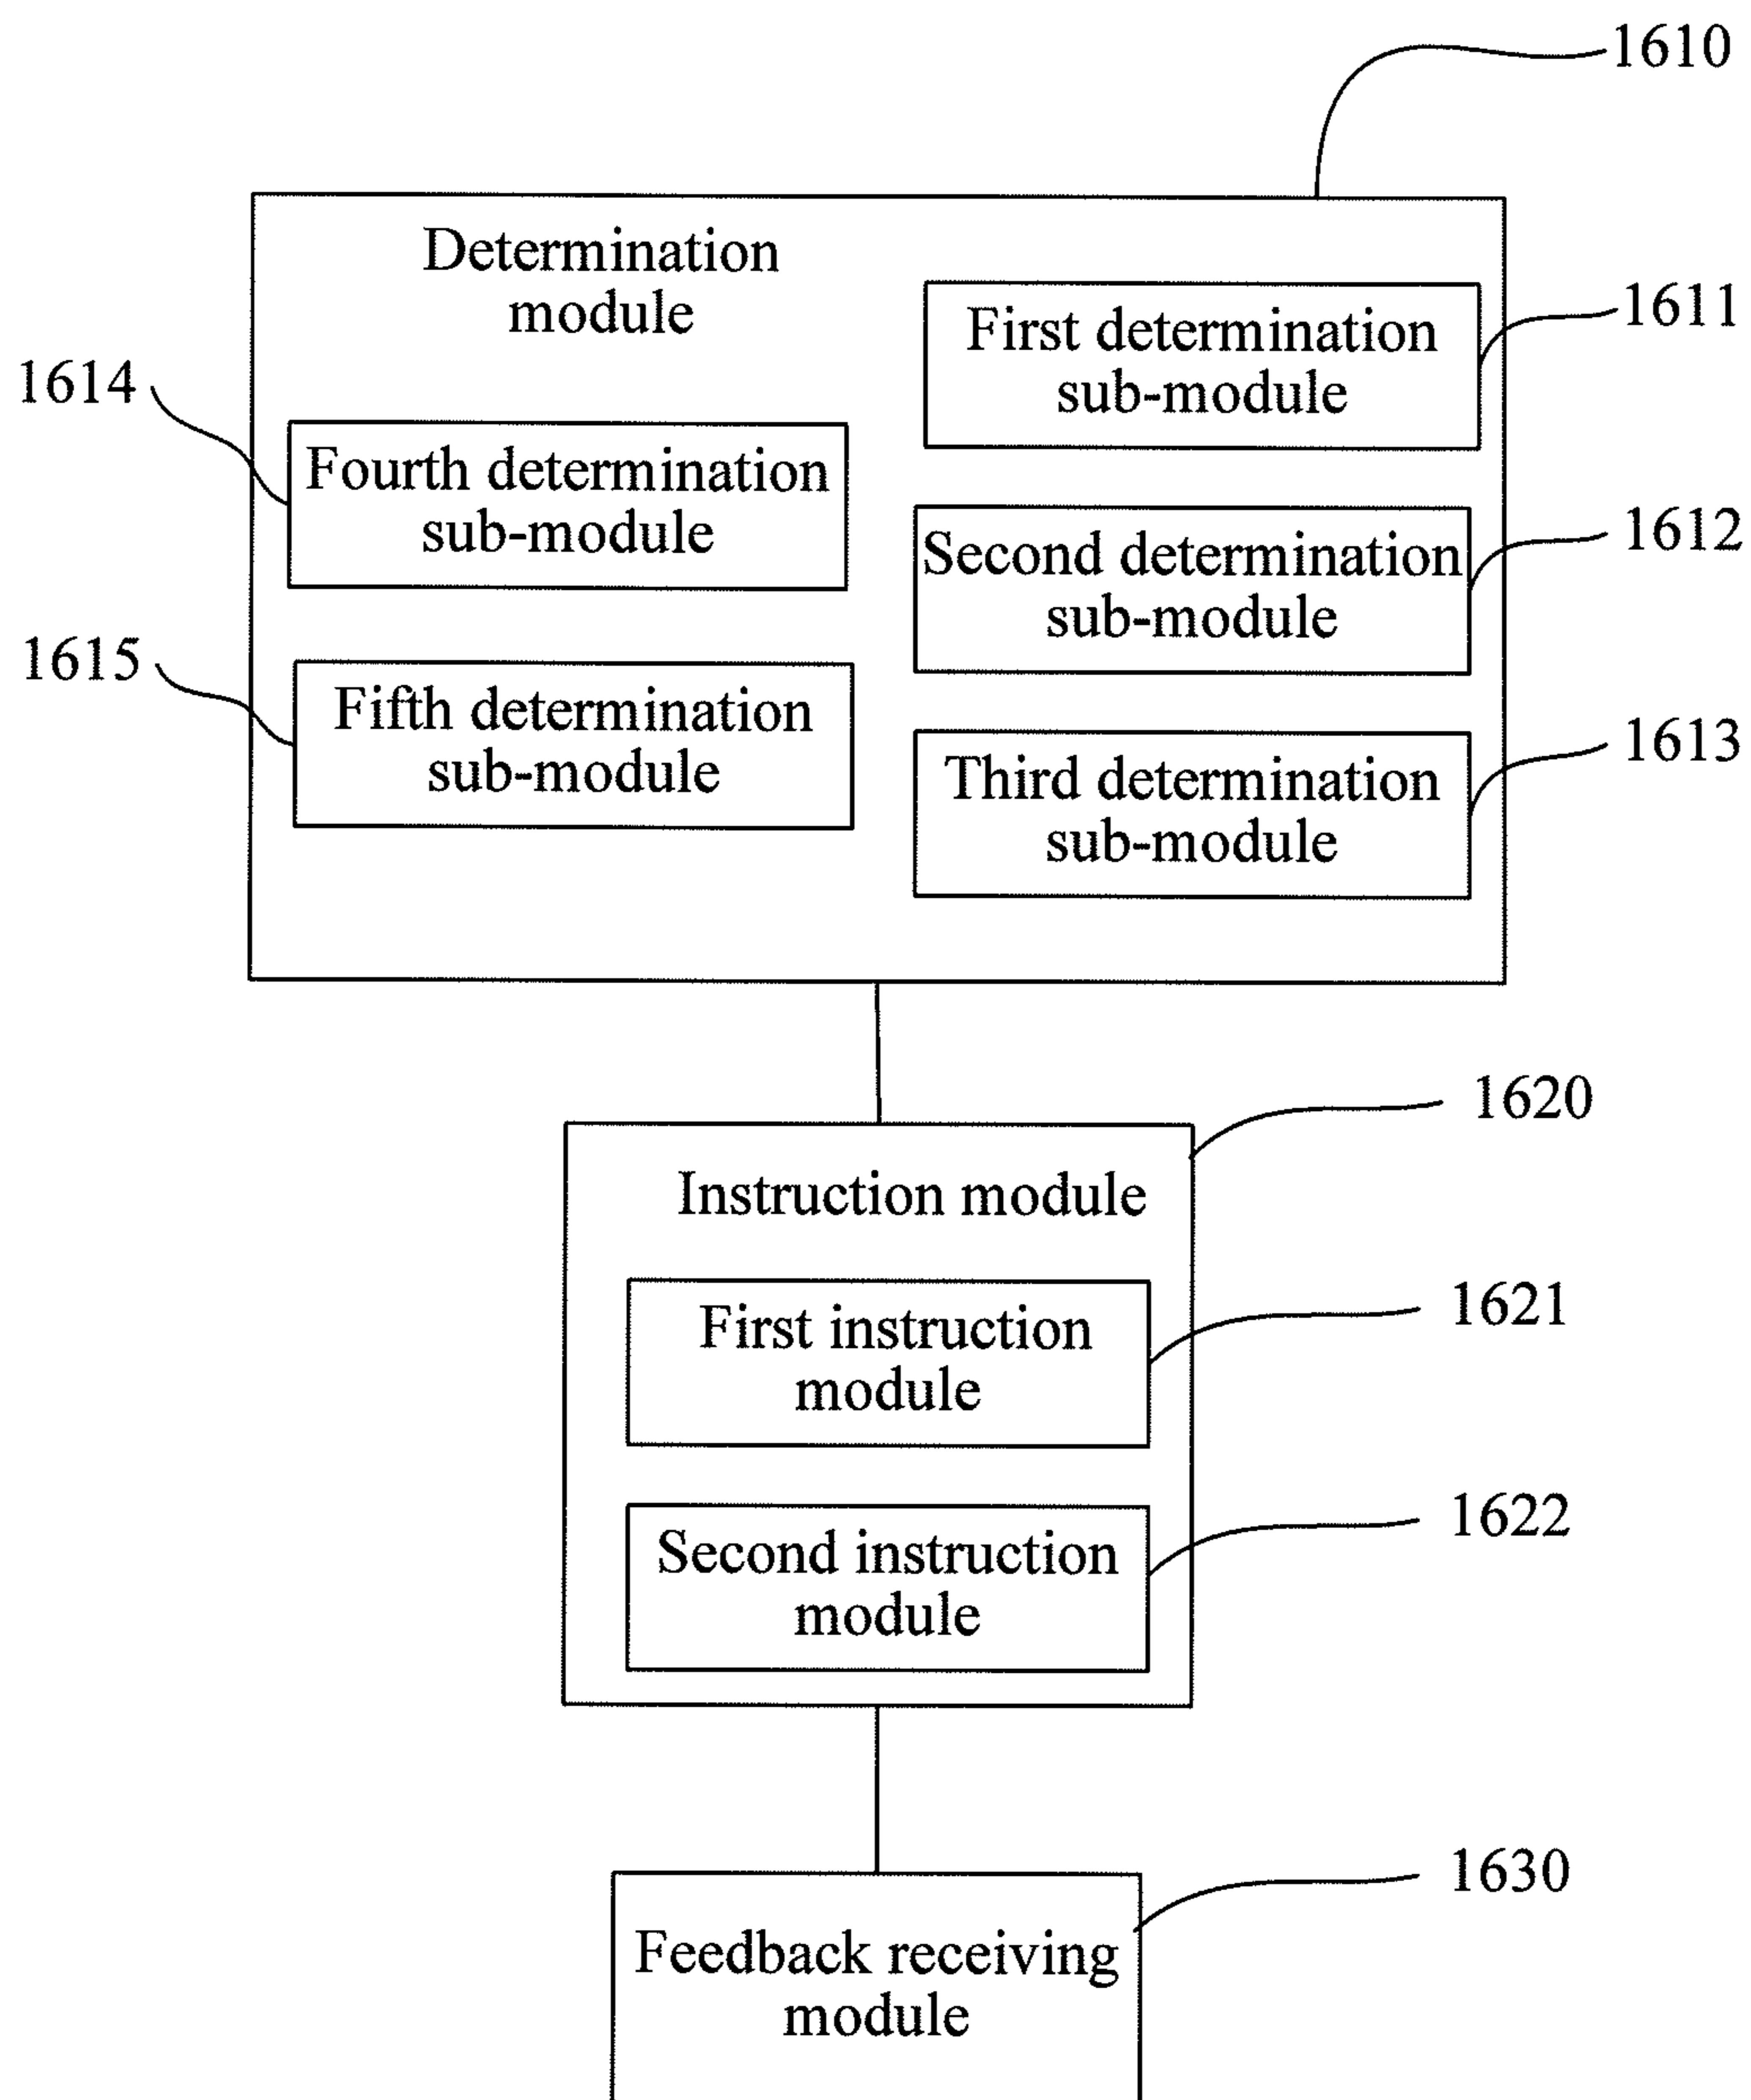 1610
Determination
module
First determination
sub-module
1611
1614
Fourth determination
sub-module
Second determination
sub-module
1612
1615
Fifth determination
sub-module
Third determination
sub-module
1613
1620
Instruction module
First instruction
module
1621
Second instruction
module
1622
1630
Feedback receiving
module